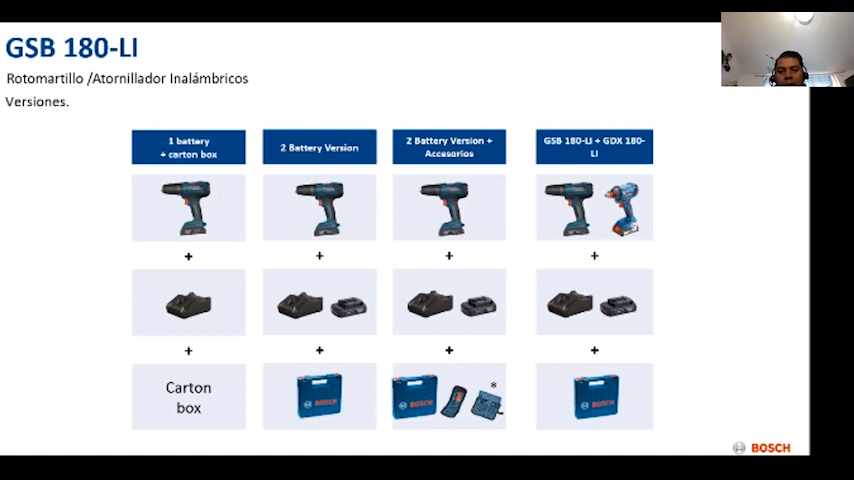 GSB 180-LI
Rotomartillo /Atornillador Inalámbricos
Versiones.
1 battery
+ carton box
2 Battery Version
2 Battery Version +
Accesorios
GSB 180-LI + GDX 180-
LI
+ + + +
+ + + +
Carton
box
BOSCH
BOSCH
*
BOSCH
BOSCH